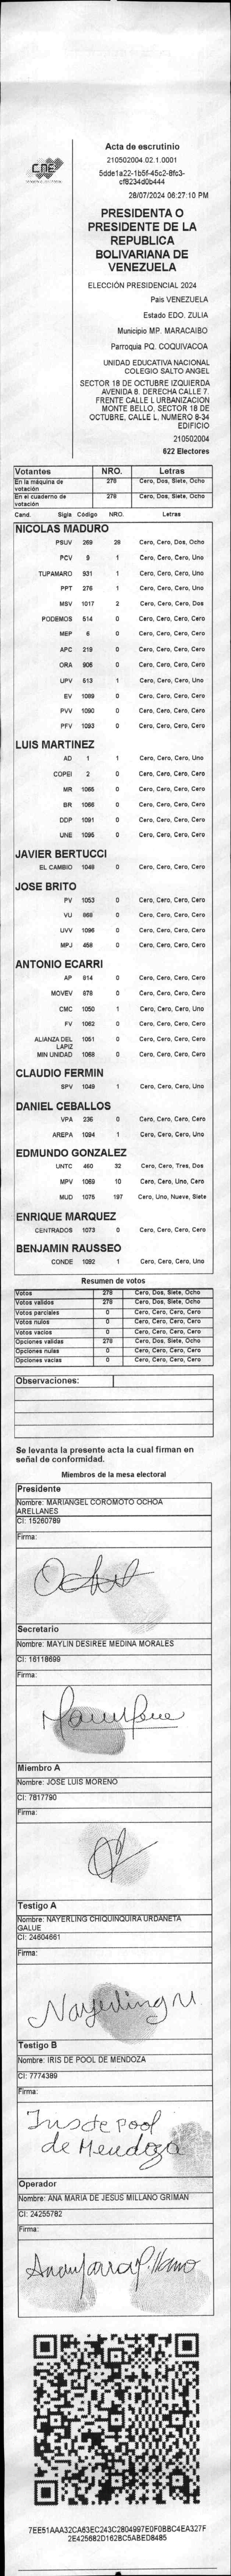 CNE
Acta de escrutinio
210502004.02.1.0001
5dde1a22-1b5f-45c2-8fc3-
cf8234d0b444
28/07/2024 06:27:10 PM
PRESIDENTA O
PRESIDENTE DE LA
REPUBLICA
BOLIVARIANA DE
VENEZUELA
ELECCIÓN PRESIDENCIAL 2024
País VENEZUELA
Estado EDO. ZULIA
Municipio MP. MARACAIBO
Parroquia PQ. COQUIVACOA
UNIDAD EDUCATIVA NACIONAL
COLEGIO SALTO ANGEL
SECTOR 18 DE OCTUBRE IZQUIERDA
AVENIDA 8. DERECHA CALLE 7.
FRENTE CALLE L URBANIZACION
MONTE BELLO, SECTOR 18 DE
OCTUBRE, CALLE L, NUMERO 8-34
EDIFICIO
210502004
622 Electores
Votantes NRO. Letras
En la máquina de votación 278 Cero, Dos, Siete, Ocho
En el cuaderno de votación 278 Cero, Dos, Siete, Ocho
Cand. Sigla Código NRO. Letras
NICOLAS MADURO
PSUV 269 28 Cero, Cero, Dos, Ocho
PCV 9 1 Cero, Cero, Cero, Uno
TUPAMARO 931 1 Cero, Cero, Cero, Uno
PPT 276 1 Cero, Cero, Cero, Uno
MSV 1017 2 Cero, Cero, Cero, Dos
PODEMOS 514 0 Cero, Cero, Cero, Cero
MEP 6 0 Cero, Cero, Cero, Cero
APC 219 0 Cero, Cero, Cero, Cero
ORA 906 0 Cero, Cero, Cero, Cero
UPV 513 1 Cero, Cero, Cero, Uno
EV 1089 0 Cero, Cero, Cero, Cero
PVV 1090 0 Cero, Cero, Cero, Cero
PFV 1093 0 Cero, Cero, Cero, Cero
LUIS MARTINEZ
AD 1 1 Cero, Cero, Cero, Uno
COPEI 2 0 Cero, Cero, Cero, Cero
MR 1065 0 Cero, Cero, Cero, Cero
BR 1066 0 Cero, Cero, Cero, Cero
DDP 1091 0 Cero, Cero, Cero, Cero
UNE 1095 0 Cero, Cero, Cero, Cero
JAVIER BERTUCCI
EL CAMBIO 1048 0 Cero, Cero, Cero, Cero
JOSE BRITO
PV 1053 0 Cero, Cero, Cero, Cero
VU 868 0 Cero, Cero, Cero, Cero
UVV 1096 0 Cero, Cero, Cero, Cero
MPJ 458 0 Cero, Cero, Cero, Cero
ANTONIO ECARRI
AP 814 0 Cero, Cero, Cero, Cero
MOVEV 878 0 Cero, Cero, Cero, Cero
CMC 1050 1 Cero, Cero, Cero, Uno
FV 1062 0 Cero, Cero, Cero, Cero
ALIANZA DEL LAPIZ 1061 0 Cero, Cero, Cero, Cero
MIN UNIDAD 1068 0 Cero, Cero, Cero, Cero
CLAUDIO FERMIN
SPV 1049 1 Cero, Cero, Cero, Uno
DANIEL CEBALLOS
VPA 236 0 Cero, Cero, Cero, Cero
AREPA 1094 1 Cero, Cero, Cero, Uno
EDMUNDO GONZALEZ
UNTC 460 32 Cero, Cero, Tres, Dos
MPV 1069 10 Cero, Cero, Uno, Cero
MUD 1075 197 Cero, Uno, Nueve, Siete
ENRIQUE MARQUEZ
CENTRADOS 1073 0 Cero, Cero, Cero, Cero
BENJAMIN RAUSSEO
CONDE 1092 1 Cero, Cero, Cero, Uno
Resumen de votos
Votos 278 Cero, Dos, Siete, Ocho
Votos validos 278 Cero, Dos, Siete, Ocho
Votos parciales 0 Cero, Cero, Cero, Cero
Votos nulos 0 Cero, Cero, Cero, Cero
Votos vacios 0 Cero, Cero, Cero, Cero
Opciones validas 278 Cero, Dos, Siete, Ocho
Opciones nulas 0 Cero, Cero, Cero, Cero
Opciones vacias 0 Cero, Cero, Cero, Cero
Observaciones:
Se levanta la presente acta la cual firman en
señal de conformidad.
Miembros de la mesa electoral
Presidente
Nombre: MARIANGEL COROMOTO OCHOA
ARELLANES
CI: 15260789
Firma:
Secretario
Nombre: MAYLIN DESIREE MEDINA MORALES
CI: 16118699
Firma:
Miembro A
Nombre: JOSE LUIS MORENO
CI: 7817790
Firma:
Testigo A
Nombre: NAYERLING CHIQUINQUIRA URDANETA
GALUE
CI: 24604661
Firma:
Nayerling U.
Testigo B
Nombre: IRIS DE POOL DE MENDOZA
CI: 7774389
Firma:
Iris de Pool
de Mendoza
Operador
Nombre: ANA MARIA DE JESUS MILLANO GRIMAN
CI: 24255782
Firma:
7EE51AAA32CA63EC243C2804997E0F0BBC4EA327F
2E425682D162BC5ABED8485